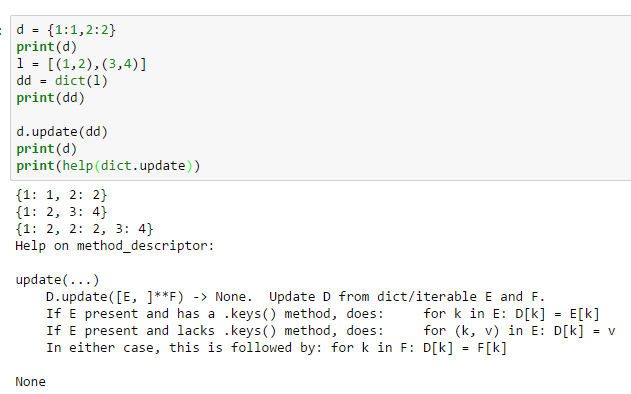 d = {1:1,2:2}
print(d)
l = [(1,2),(3,4)]
dd = dict(l)
print(dd)
d.update(dd)
print(d)
print(help(dict.update))
{1: 1, 2: 2}
{1: 2, 3: 4}
{1: 2, 2: 2, 3: 4}
Help on method_descriptor:
update(...)
    D.update([E, ]**F) -> None.  Update D from dict/iterable E and F.
    If E present and has a .keys() method, does:     for k in E: D[k] = E[k]
    If E present and lacks .keys() method, does:     for (k, v) in E: D[k] = v
    In either case, this is followed by: for k in F: D[k] = F[k]
None